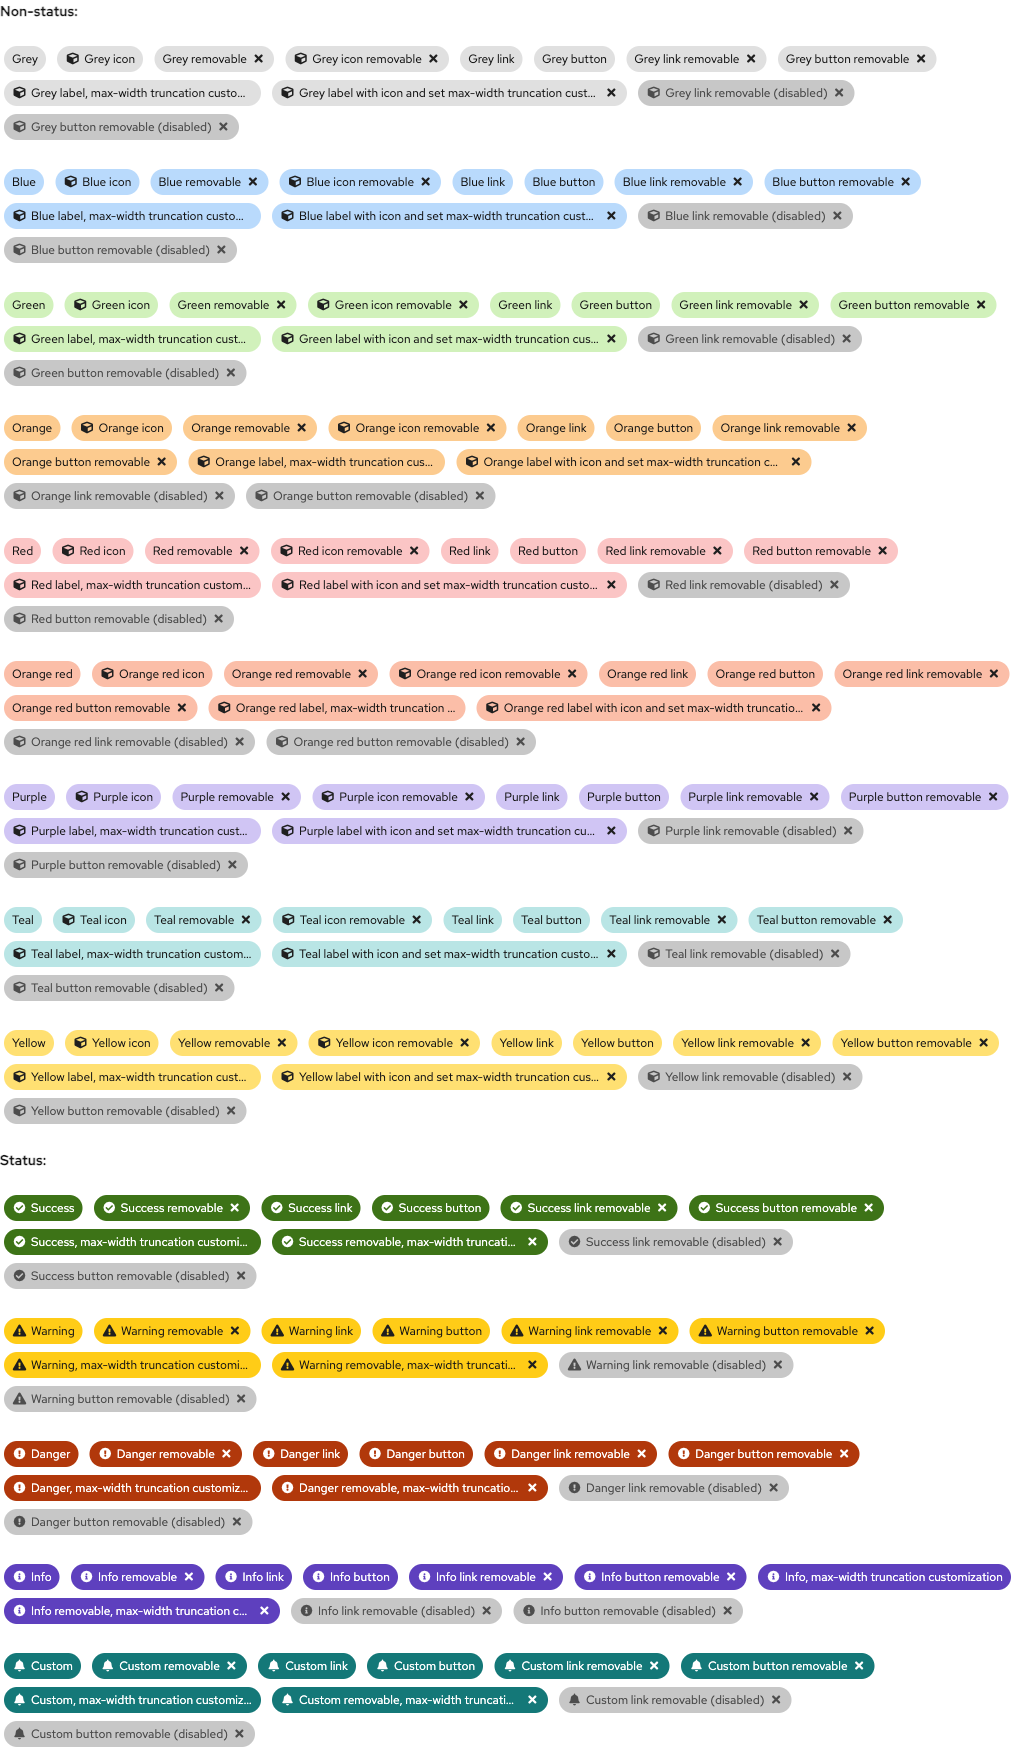 Non-status:
Grey Grey icon Grey removable Grey icon removable Grey link Grey button Grey link removable Grey button removable
Grey label, max-width truncation custo... Grey label with icon and set max-width truncation cust... Grey link removable (disabled)
Grey button removable (disabled)
Blue Blue icon Blue removable Blue icon removable Blue link Blue button Blue link removable Blue button removable
Blue label, max-width truncation custo... Blue label with icon and set max-width truncation cust... Blue link removable (disabled)
Blue button removable (disabled)
Green Green icon Green removable Green icon removable Green link Green button Green link removable Green button removable
Green label, max-width truncation cust... Green label with icon and set max-width truncation cus... Green link removable (disabled)
Green button removable (disabled)
Orange Orange icon Orange removable Orange icon removable Orange link Orange button Orange link removable
Orange button removable Orange label, max-width truncation cus... Orange label with icon and set max-width truncation c...
Orange link removable (disabled) Orange button removable (disabled)
Red Red icon Red removable Red icon removable Red link Red button Red link removable Red button removable
Red label, max-width truncation custom... Red label with icon and set max-width truncation custo... Red link removable (disabled)
Red button removable (disabled)
Orange red Orange red icon Orange red removable Orange red icon removable Orange red link Orange red button Orange red link removable
Orange red button removable Orange red label, max-width truncation ... Orange red label with icon and set max-width truncatio...
Orange red link removable (disabled) Orange red button removable (disabled)
Purple Purple icon Purple removable Purple icon removable Purple link Purple button Purple link removable Purple button removable
Purple label, max-width truncation cust... Purple label with icon and set max-width truncation cu... Purple link removable (disabled)
Purple button removable (disabled)
Teal Teal icon Teal removable Teal icon removable Teal link Teal button Teal link removable Teal button removable
Teal label, max-width truncation custom... Teal label with icon and set max-width truncation custo... Teal link removable (disabled)
Teal button removable (disabled)
Yellow Yellow icon Yellow removable Yellow icon removable Yellow link Yellow button Yellow link removable Yellow button removable
Yellow label, max-width truncation cust... Yellow label with icon and set max-width truncation cus... Yellow link removable (disabled)
Yellow button removable (disabled)
Status:
Success Success removable Success link Success button Success link removable Success button removable
Success, max-width truncation customi... Success removable, max-width truncati... Success link removable (disabled)
Success button removable (disabled)
Warning Warning removable Warning link Warning button Warning link removable Warning button removable
Warning, max-width truncation customi... Warning removable, max-width truncati... Warning link removable (disabled)
Warning button removable (disabled)
Danger Danger removable Danger link Danger button Danger link removable Danger button removable
Danger, max-width truncation customiz... Danger removable, max-width truncatio... Danger link removable (disabled)
Danger button removable (disabled)
Info Info removable Info link Info button Info link removable Info button removable Info, max-width truncation customization
Info removable, max-width truncation c... Info link removable (disabled) Info button removable (disabled)
Custom Custom removable Custom link Custom button Custom link removable Custom button removable
Custom, max-width truncation customiz... Custom removable, max-width truncati... Custom link removable (disabled)
Custom button removable (disabled)